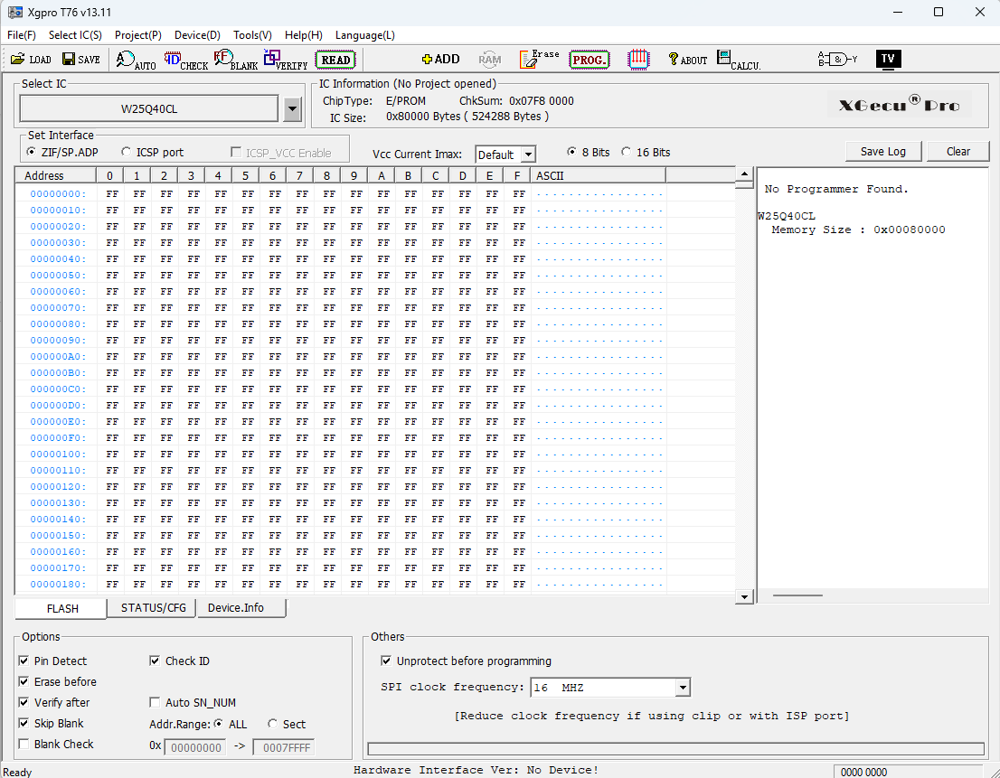 Xgpro T76 v13.11
File(F) Select IC(S) Project(P) Device(D) Tools(V) Help(H) Language(L)
LOAD SAVE AUTO ID CHECK FF BLANK VERIFY READ ADD RAM Erase PROG. ABOUT CALCU. A B & Y TV
Select IC
W25Q40CL
IC Information (No Project opened)
ChipType: E/PROM ChkSum: 0x07F8 0000
IC Size: 0x80000 Bytes ( 524288 Bytes )
XGecu® Pro
Set Interface
ZIF/SP.ADP ICSP port ICSP_VCC Enable
Vcc Current Imax: Default 8 Bits 16 Bits Save Log Clear
Address 0 1 2 3 4 5 6 7 8 9 A B C D E F ASCII
00000000: FF FF FF FF FF FF FF FF FF FF FF FF FF FF FF FF ················
00000010: FF FF FF FF FF FF FF FF FF FF FF FF FF FF FF FF ················
00000020: FF FF FF FF FF FF FF FF FF FF FF FF FF FF FF FF ················
00000030: FF FF FF FF FF FF FF FF FF FF FF FF FF FF FF FF ················
00000040: FF FF FF FF FF FF FF FF FF FF FF FF FF FF FF FF ················
00000050: FF FF FF FF FF FF FF FF FF FF FF FF FF FF FF FF ················
00000060: FF FF FF FF FF FF FF FF FF FF FF FF FF FF FF FF ················
00000070: FF FF FF FF FF FF FF FF FF FF FF FF FF FF FF FF ················
00000080: FF FF FF FF FF FF FF FF FF FF FF FF FF FF FF FF ················
00000090: FF FF FF FF FF FF FF FF FF FF FF FF FF FF FF FF ················
000000A0: FF FF FF FF FF FF FF FF FF FF FF FF FF FF FF FF ················
000000B0: FF FF FF FF FF FF FF FF FF FF FF FF FF FF FF FF ················
000000C0: FF FF FF FF FF FF FF FF FF FF FF FF FF FF FF FF ················
000000D0: FF FF FF FF FF FF FF FF FF FF FF FF FF FF FF FF ················
000000E0: FF FF FF FF FF FF FF FF FF FF FF FF FF FF FF FF ················
000000F0: FF FF FF FF FF FF FF FF FF FF FF FF FF FF FF FF ················
00000100: FF FF FF FF FF FF FF FF FF FF FF FF FF FF FF FF ················
00000110: FF FF FF FF FF FF FF FF FF FF FF FF FF FF FF FF ················
00000120: FF FF FF FF FF FF FF FF FF FF FF FF FF FF FF FF ················
00000130: FF FF FF FF FF FF FF FF FF FF FF FF FF FF FF FF ················
00000140: FF FF FF FF FF FF FF FF FF FF FF FF FF FF FF FF ················
00000150: FF FF FF FF FF FF FF FF FF FF FF FF FF FF FF FF ················
00000160: FF FF FF FF FF FF FF FF FF FF FF FF FF FF FF FF ················
00000170: FF FF FF FF FF FF FF FF FF FF FF FF FF FF FF FF ················
00000180: FF FF FF FF FF FF FF FF FF FF FF FF FF FF FF FF ················
No Programmer Found.
W25Q40CL
Memory Size : 0x00080000
FLASH STATUS/CFG Device.Info
Options
Pin Detect Check ID
Erase before
Verify after Auto SN_NUM
Skip Blank Addr.Range: ALL Sect
Blank Check 0x 00000000 -> 0007FFFF
Others
Unprotect before programming
SPI clock frequency: 16 MHZ
[Reduce clock frequency if using clip or with ISP port]
Ready Hardware Interface Ver: No Device! 0000 0000